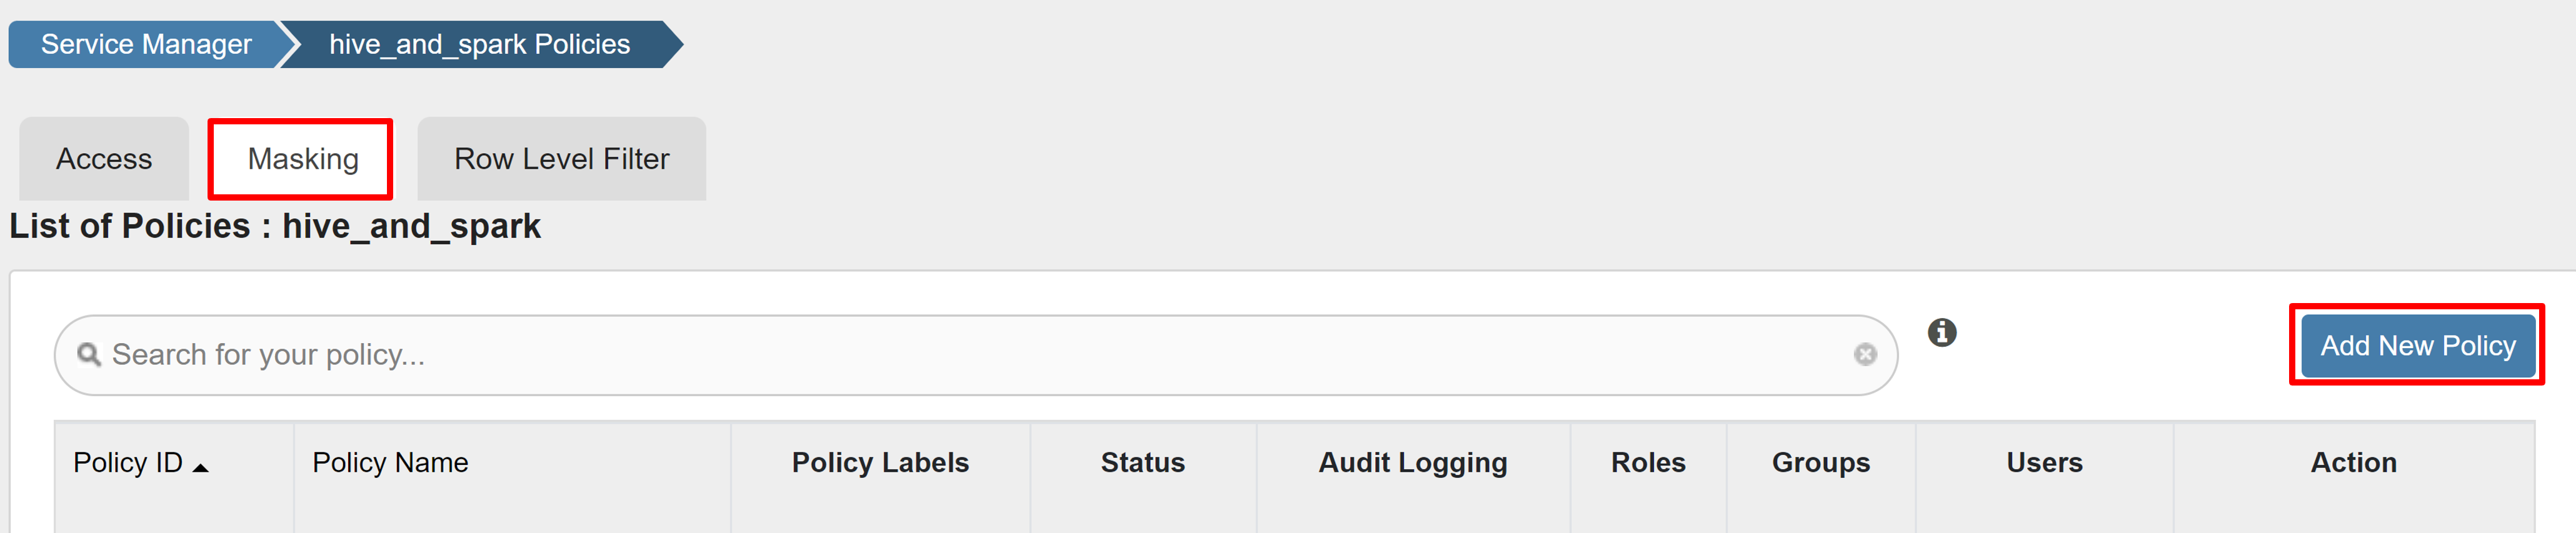 Service Manager hive_and_spark Policies
Access Masking Row Level Filter
List of Policies : hive_and_spark
Search for your policy... Add New Policy
Policy ID Policy Name Policy Labels Status Audit Logging Roles Groups Users Action